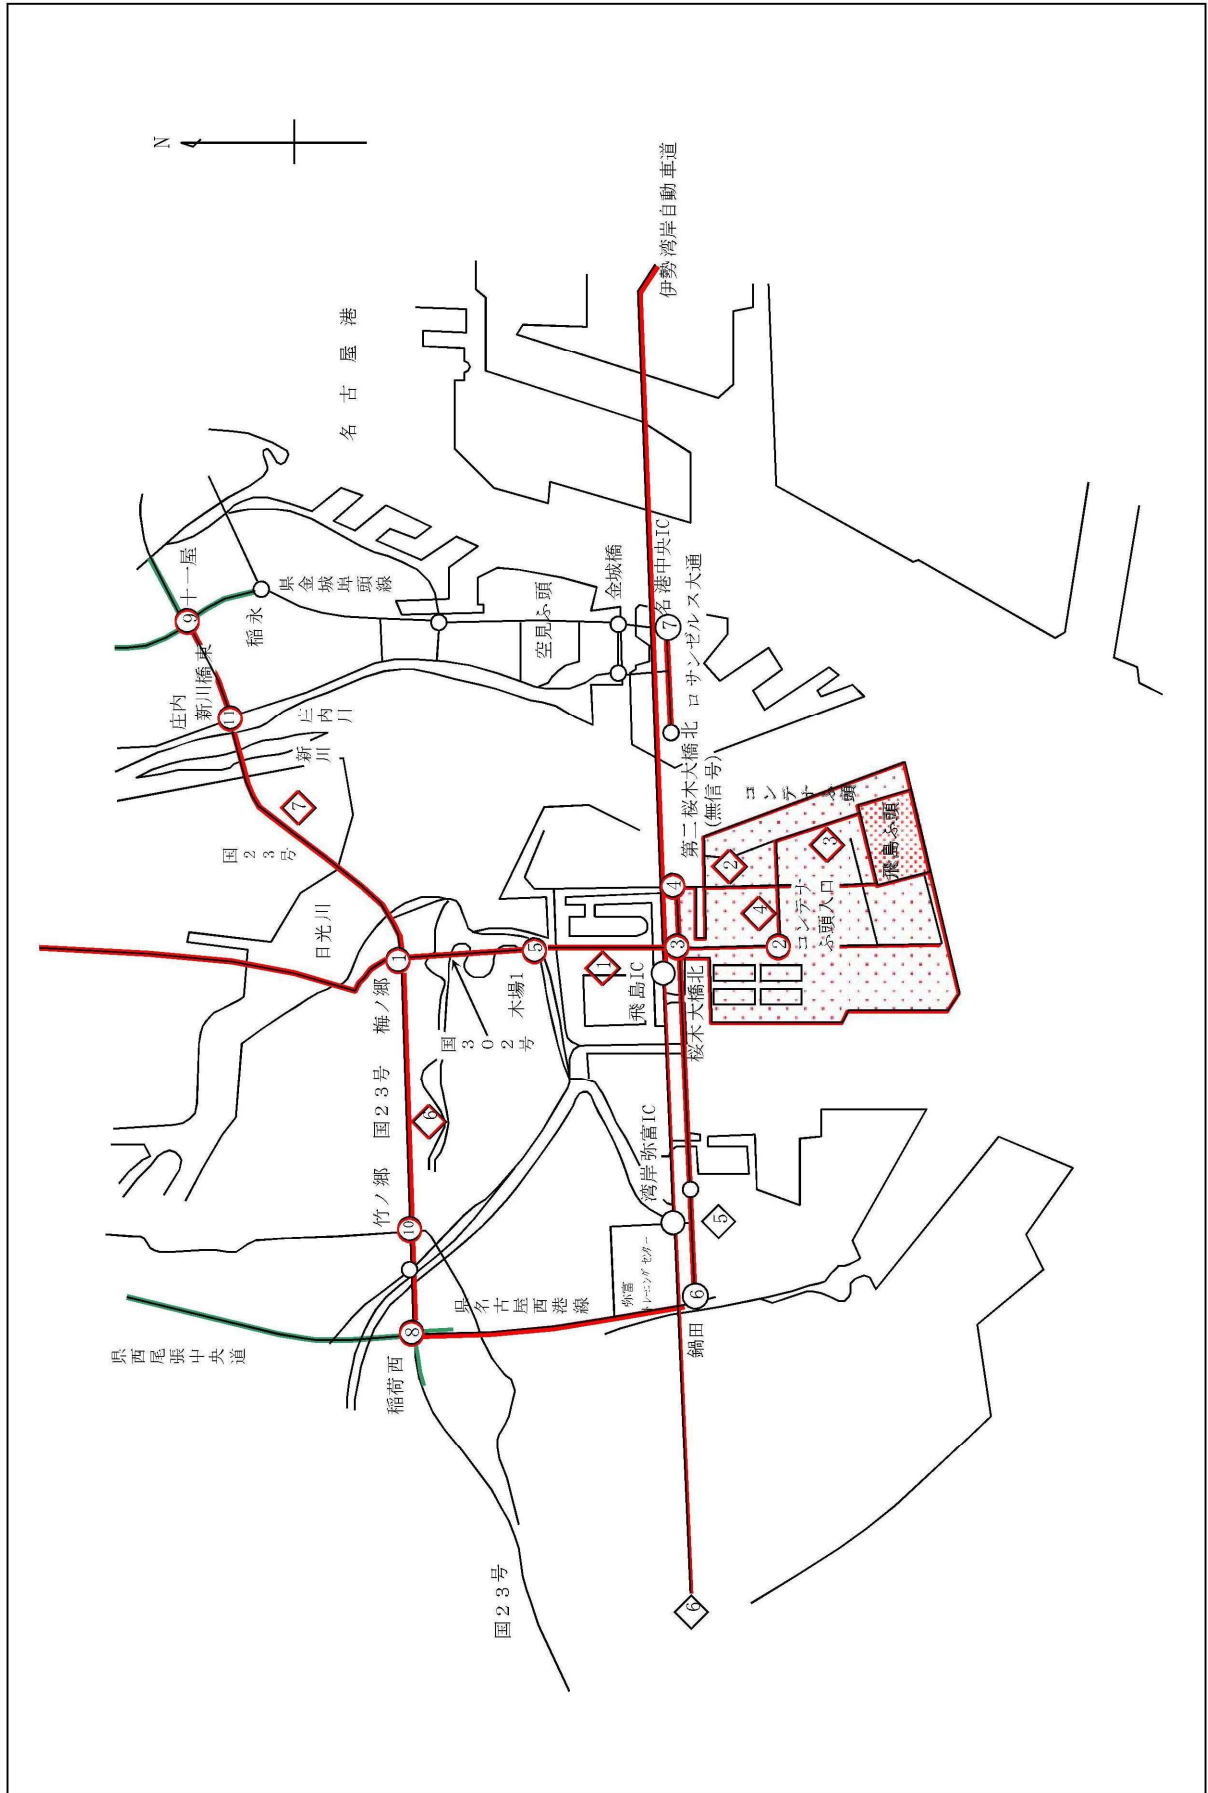 N
名古屋港
伊勢湾岸自動車道
十一屋
9
稲永
県金城埠頭線
庄内
新川橋東
11
庄内川
新川
7
国23号
空見ふ頭
金城橋
名港中央IC
7
ロサンゼルス大通
第二桜木大橋北
(無信号)
コンテナふ頭
飛島ふ頭
2
3
4
4
コンテナ
ふ頭入口
2
3
桜木大橋北
飛島IC
11
木場1
5
日光川
1
梅ノ郷
国302号
国23号
6
竹ノ郷
10
湾岸弥富IC
5
弥富
トレーニングセンター
県名古屋西港線
6
鍋田
8
稲荷西
県西尾張中央道
国23号
6